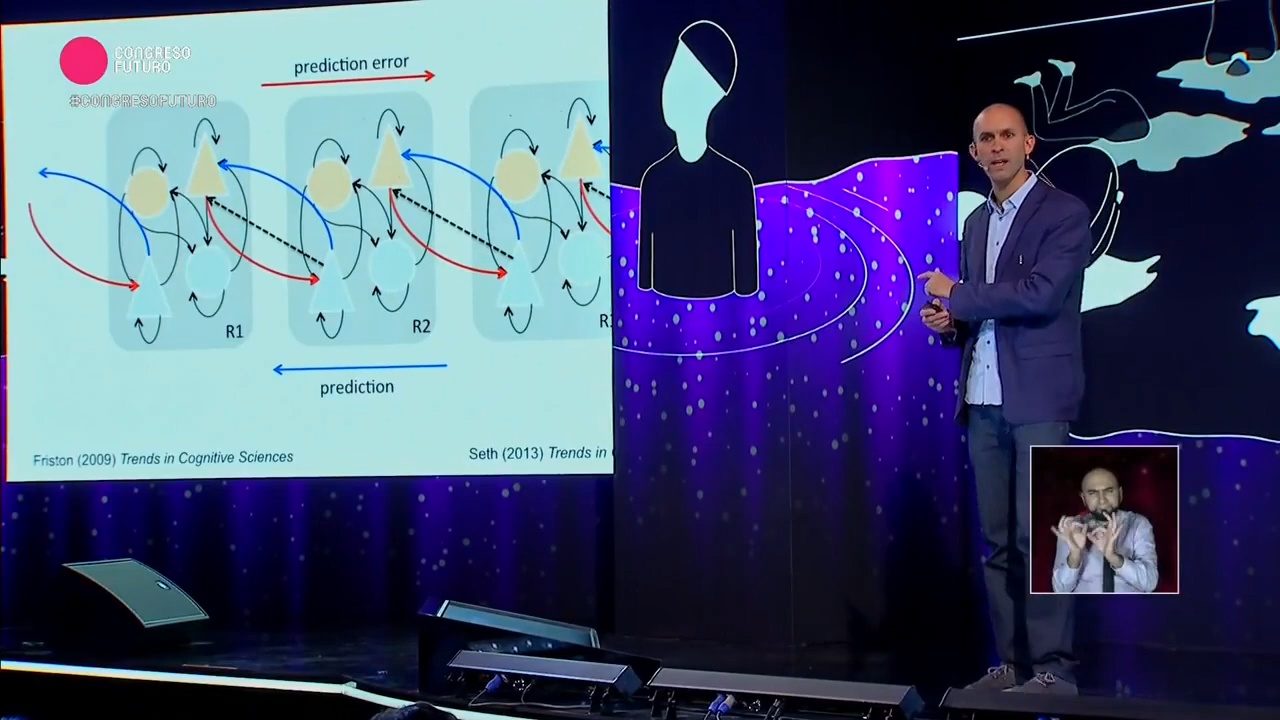 CONGRESO
FUTURO
#CONGRESOFUTURO
prediction error
R1
R2
prediction
Friston (2009) Trends in Cognitive Sciences
Seth (2013) Trends in